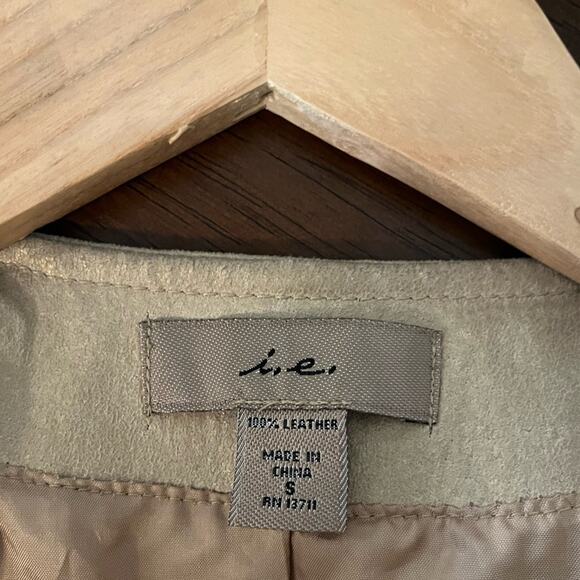 i.e.
100% LEATHER
MADE IN
CHINA
S
RN 13711